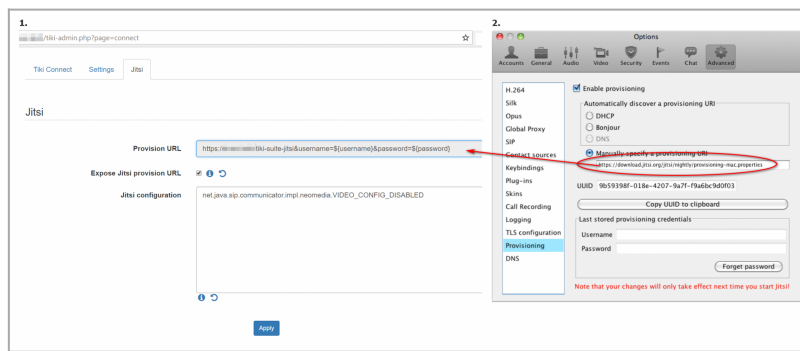 1.
/tiki-admin.php?page=connect
Tiki Connect Settings Jitsi
Jitsi
Provision URL
https: tiki-suite-jitsi&username=${username}&password=${password}
Expose Jitsi provision URL
Jitsi configuration
net.java.sip.communicator.impl.neomedia.VIDEO_CONFIG_DISABLED
Apply
2.
Options
Accounts General Audio Video Security Events Chat Advanced
H.264
Silk
Opus
Global Proxy
SIP
Contact sources
Keybindings
Plug-ins
Skins
Call Recording
Logging
TLS configuration
Provisioning
DNS
Enable provisioning
Automatically discover a provisioning URI
DHCP
Bonjour
DNS
Manually specify a provisioning URI
https://download.jitsi.org/jitsi/nightly/provisioning-mac.properties
UUID 9b59398f-018e-4207-9a7f-f9a6bc9d0f03
Copy UUID to clipboard
Last stored provisioning credentials
Username
Password
Forget password
Note that your changes will only take effect next time you start Jitsi!